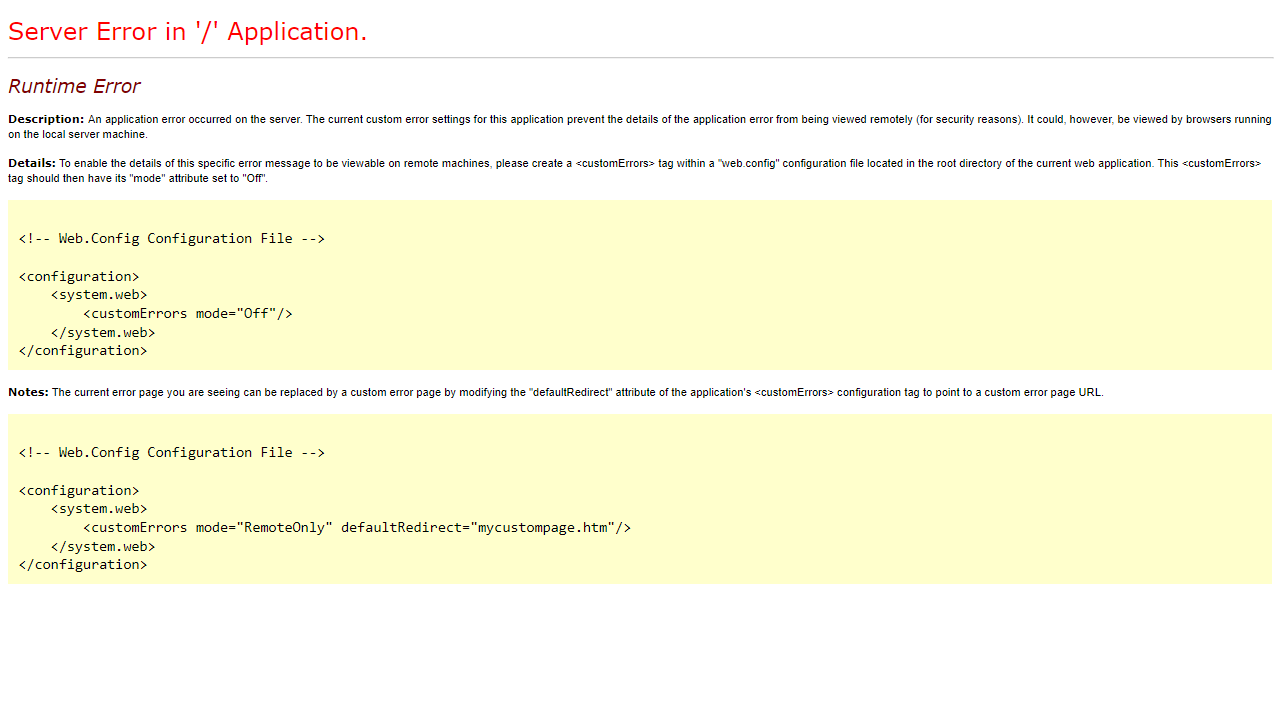 Server Error in '/' Application.
Runtime Error
Description: An application error occurred on the server. The current custom error settings for this application prevent the details of the application error from being viewed remotely (for security reasons). It could, however, be viewed by browsers running
on the local server machine.
Details: To enable the details of this specific error message to be viewable on remote machines, please create a <customErrors> tag within a "web.config" configuration file located in the root directory of the current web application. This <customErrors>
tag should then have its "mode" attribute set to "Off".
<!-- Web.Config Configuration File -->
<configuration>
    <system.web>
        <customErrors mode="Off"/>
    </system.web>
</configuration>
Notes: The current error page you are seeing can be replaced by a custom error page by modifying the "defaultRedirect" attribute of the application's <customErrors> configuration tag to point to a custom error page URL.
<!-- Web.Config Configuration File -->
<configuration>
    <system.web>
        <customErrors mode="RemoteOnly" defaultRedirect="mycustompage.htm"/>
    </system.web>
</configuration>